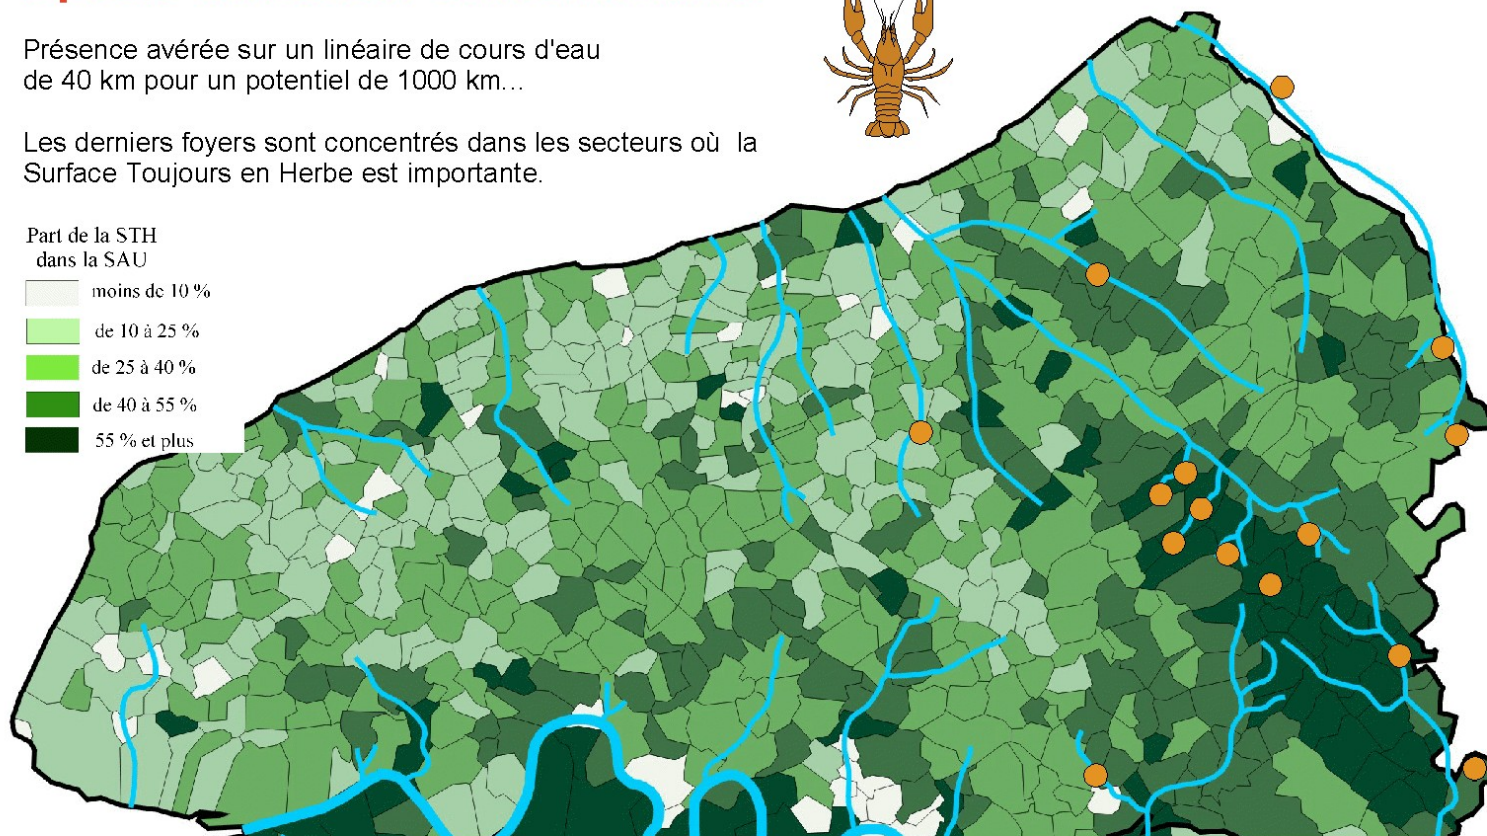 Présence avérée sur un linéaire de cours d'eau
de 40 km pour un potentiel de 1000 km...
Les derniers foyers sont concentrés dans les secteurs où la
Surface Toujours en Herbe est importante.
Part de la STH
dans la SAU
moins de 10 %
de 10 à 25 %
de 25 à 40 %
de 40 à 55 %
55 % et plus